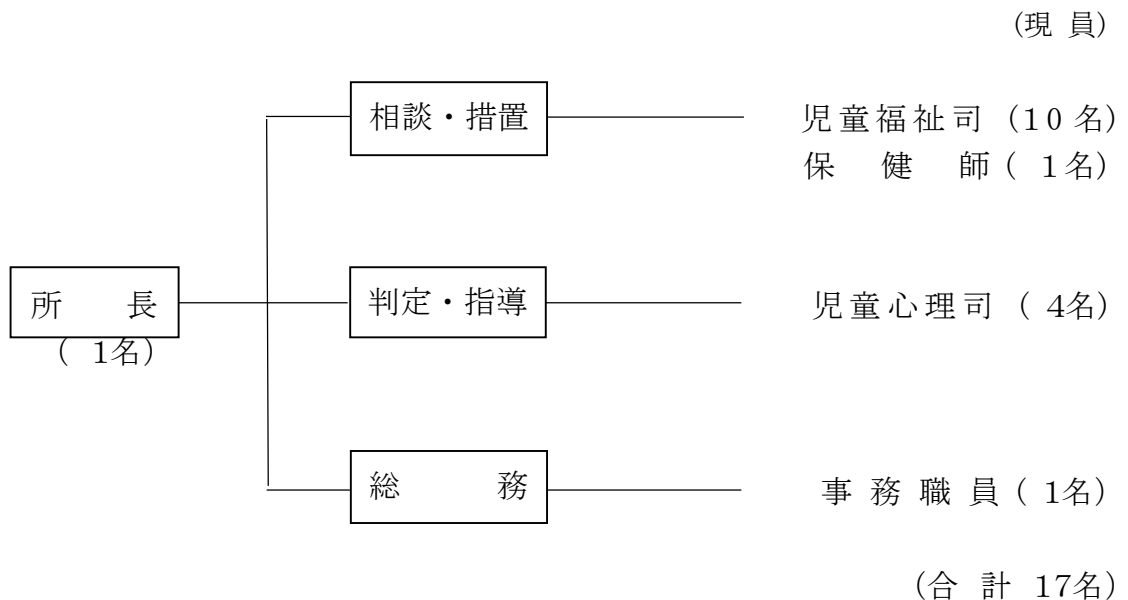 (現 員)
相談・措置 児童福祉司 (10 名)
保 健 師 ( 1名)
所 長 判定・指導 児童心理司 ( 4名)
( 1名)
総 務 事 務 職 員 ( 1名)
(合 計 17名)